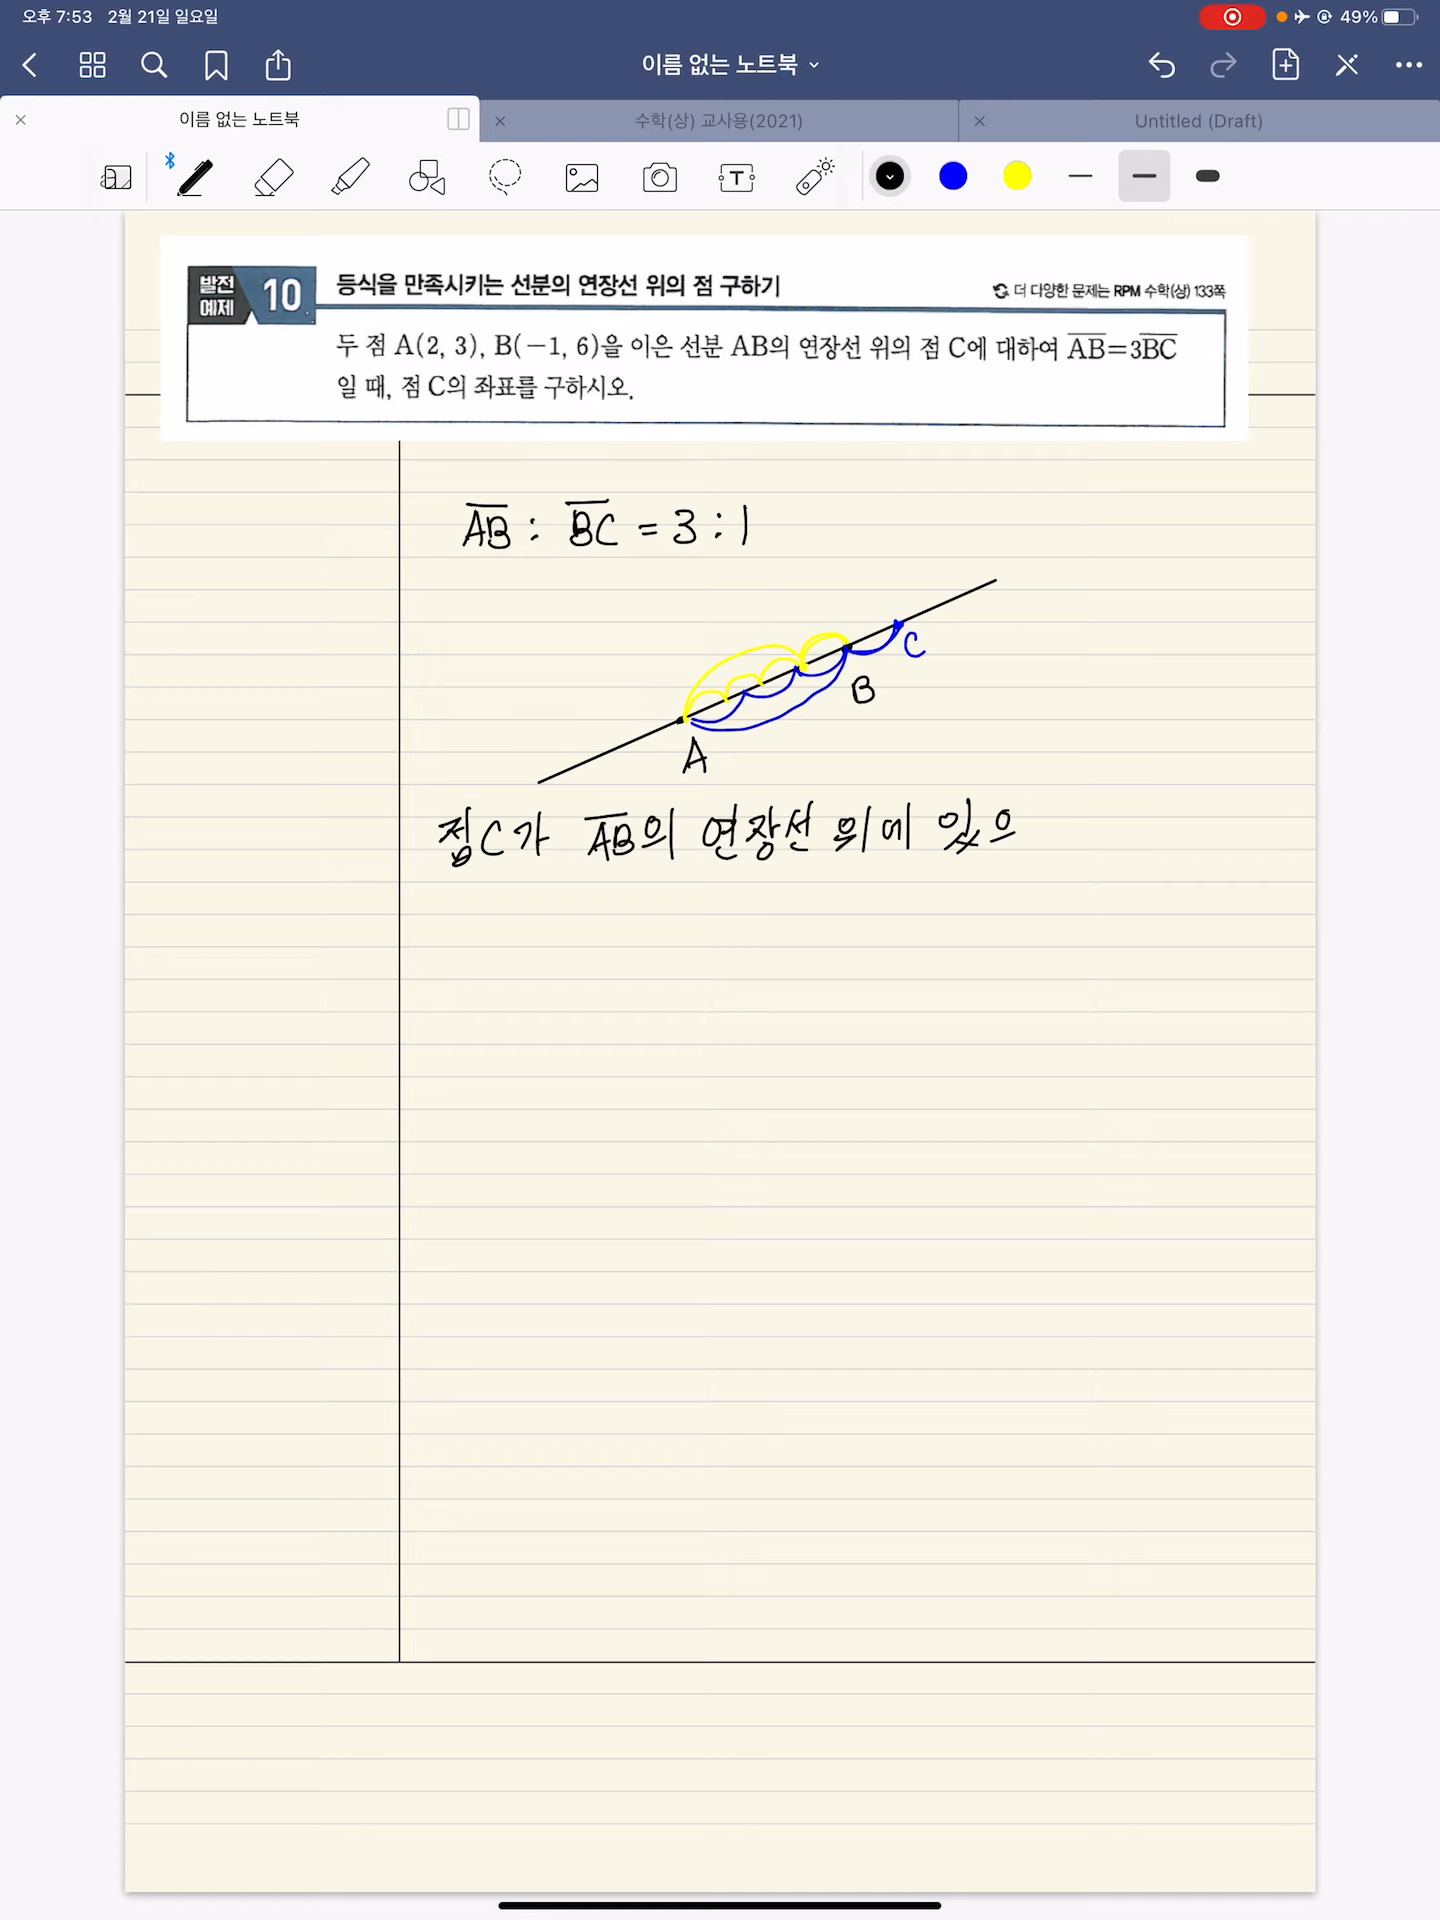 오후 7:53 2월 21일 일요일
49%
이름 없는 노트북
이름 없는 노트북
수학(상) 교사용(2021)
Untitled (Draft)
발전 예제 10 등식을 만족시키는 선분의 연장선 위의 점 구하기
더 다양한 문제는 RPM 수학(상) 133쪽
두 점 A(2, 3), B(−1, 6)을 이은 선분 AB의 연장선 위의 점 C에 대하여 A̅B̅=3B̅C̅
일 때, 점 C의 좌표를 구하시오.
A̅B̅ : B̅C̅ = 3 : 1
C
B
A
점C가 A̅B̅의 연장선 위에 있으